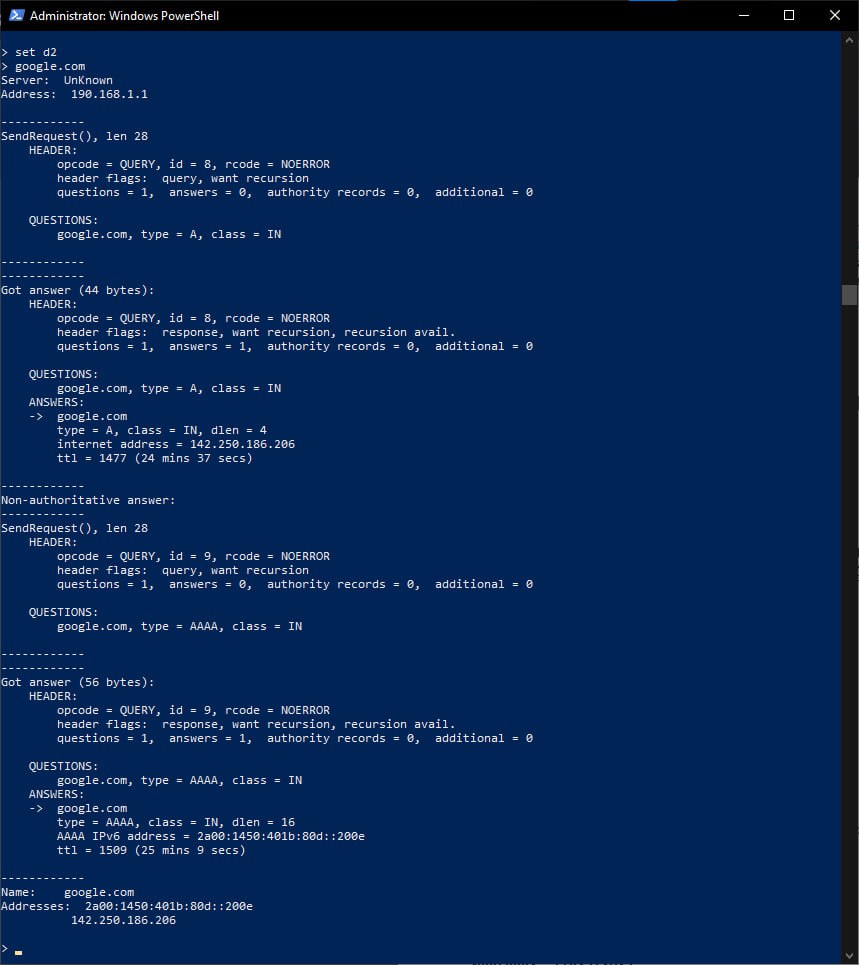 Administrator: Windows PowerShell
> set d2
> google.com
Server:  UnKnown
Address:  190.168.1.1

------------
SendRequest(), len 28
    HEADER:
        opcode = QUERY, id = 8, rcode = NOERROR
        header flags:  query, want recursion
        questions = 1,  answers = 0,  authority records = 0,  additional = 0

    QUESTIONS:
        google.com, type = A, class = IN

------------
------------
Got answer (44 bytes):
    HEADER:
        opcode = QUERY, id = 8, rcode = NOERROR
        header flags:  response, want recursion, recursion avail.
        questions = 1,  answers = 1,  authority records = 0,  additional = 0

    QUESTIONS:
        google.com, type = A, class = IN
    ANSWERS:
    ->  google.com
        type = A, class = IN, dlen = 4
        internet address = 142.250.186.206
        ttl = 1477 (24 mins 37 secs)

------------
Non-authoritative answer:
------------
SendRequest(), len 28
    HEADER:
        opcode = QUERY, id = 9, rcode = NOERROR
        header flags:  query, want recursion
        questions = 1,  answers = 0,  authority records = 0,  additional = 0

    QUESTIONS:
        google.com, type = AAAA, class = IN

------------
------------
Got answer (56 bytes):
    HEADER:
        opcode = QUERY, id = 9, rcode = NOERROR
        header flags:  response, want recursion, recursion avail.
        questions = 1,  answers = 1,  authority records = 0,  additional = 0

    QUESTIONS:
        google.com, type = AAAA, class = IN
    ANSWERS:
    ->  google.com
        type = AAAA, class = IN, dlen = 16
        AAAA IPv6 address = 2a00:1450:401b:80d::200e
        ttl = 1509 (25 mins 9 secs)

------------
Name:    google.com
Addresses:  2a00:1450:401b:80d::200e
          142.250.186.206

>